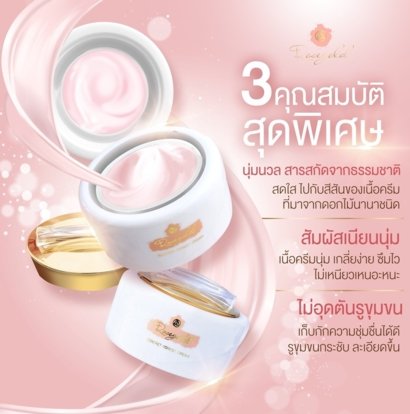 3 คุณสมบัติ
สุดพิเศษ
นุ่มนวล สารสกัดจากธรรมชาติ
สดใส ไปกับสีสันของเนื้อครีม
ที่มาจากดอกไม้นานาชนิด
สัมผัสเนียนนุ่ม
เนื้อครีมนุ่ม เกลี่ยง่าย ซึมไว
ไม่เหนียวเหนอะหนะ
ไม่อุดตันรูขุมขน
เก็บกักความชุ่มชื่นได้ดี
รูขุมขนกระชับ ละเอียดขึ้น